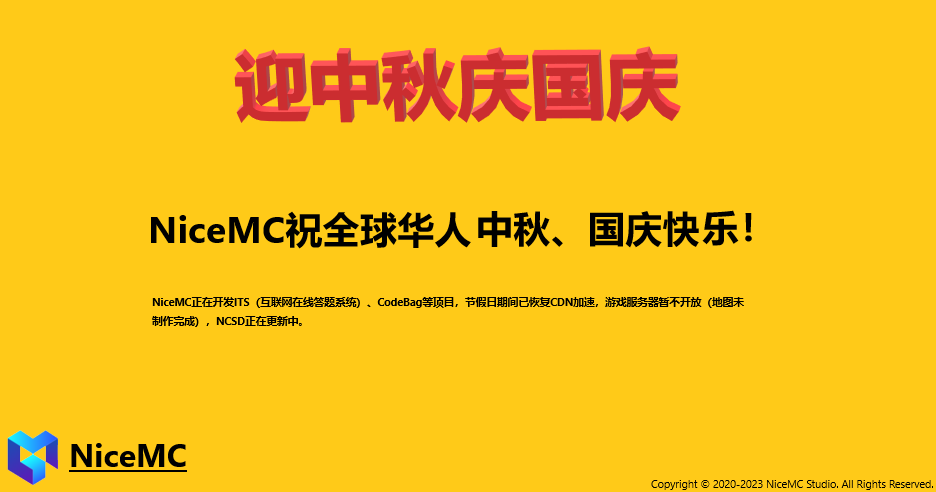 迎中秋庆国庆
NiceMC祝全球华人中秋、国庆快乐！
NiceMC正在开发ITS（互联网在线答题系统）、CodeBag等项目，节假日期间已恢复CDN加速，游戏服务器暂不开放（地图未
制作完成），NCSD正在更新中。
NiceMC
Copyright © 2020-2023 NiceMC Studio. All Rights Reserved.